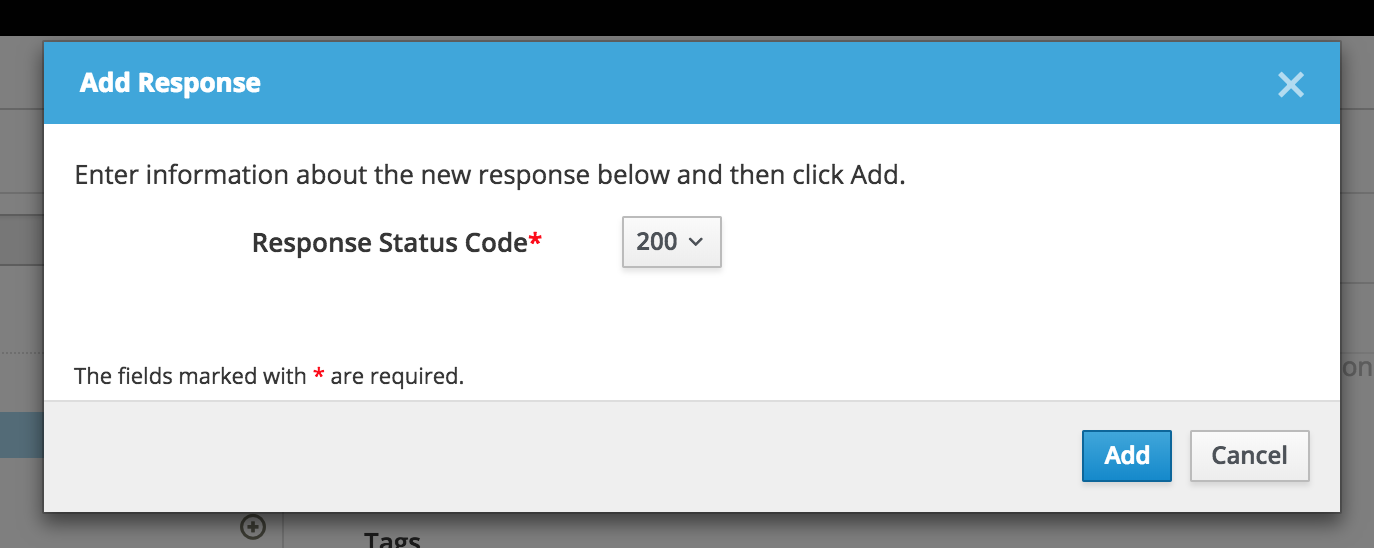 Add Response
Enter information about the new response below and then click Add.
Response Status Code*
200
The fields marked with * are required.
on
Add
Cancel
Tags